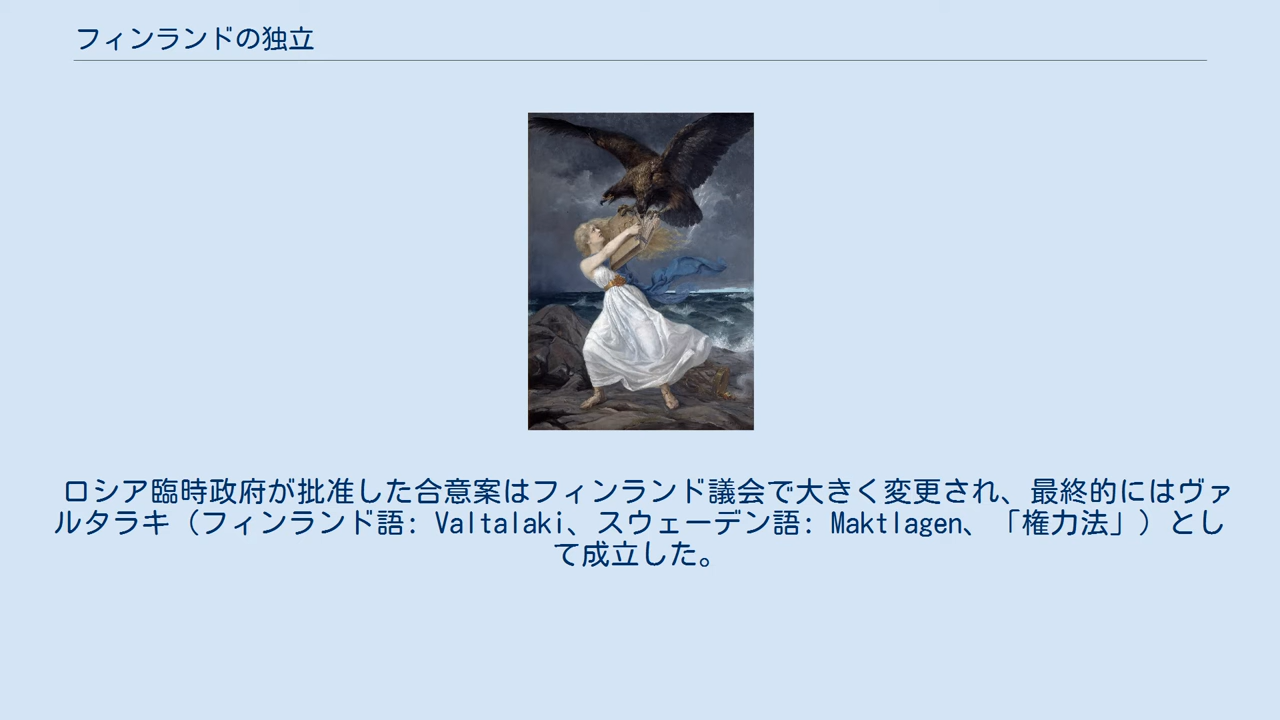 フィンランドの独立
ロシア臨時政府が批准した合意案はフィンランド議会で大きく変更され、最終的にはヴァ
ルタラキ（フィンランド語: Valtalaki、スウェーデン語: Maktlagen、「権力法」）とし
て成立した。